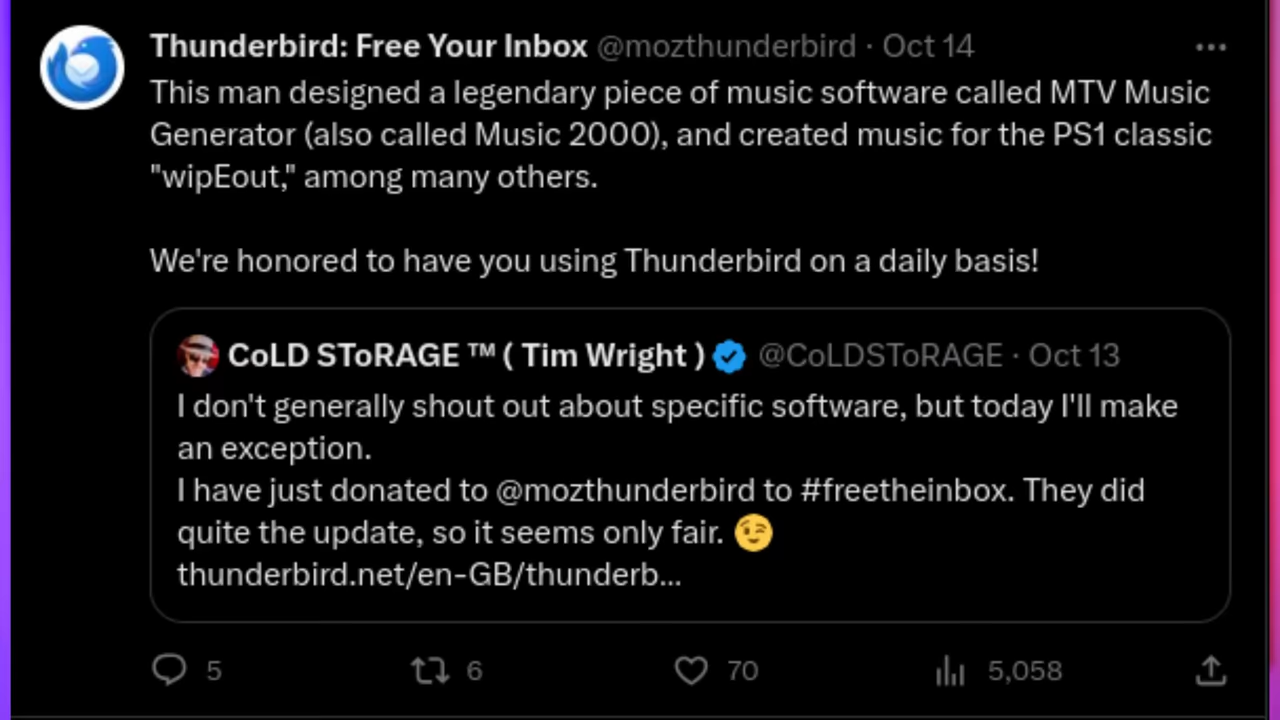 Thunderbird: Free Your Inbox @mozthunderbird · Oct 14
This man designed a legendary piece of music software called MTV Music
Generator (also called Music 2000), and created music for the PS1 classic
"wipEout," among many others.
We're honored to have you using Thunderbird on a daily basis!
CoLD SToRAGE ™ ( Tim Wright ) @CoLDSToRAGE · Oct 13
I don't generally shout out about specific software, but today I'll make
an exception.
I have just donated to @mozthunderbird to #freetheinbox. They did
quite the update, so it seems only fair. 😉
thunderbird.net/en-GB/thunderb...
5 6 70 5,058